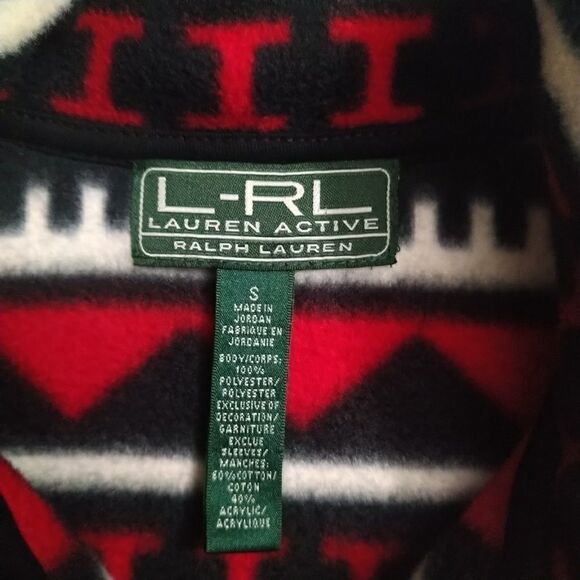 L-RL
LAUREN ACTIVE
RALPH LAUREN
S
MADE IN
JORDAN
FABRIQUE EN
JORDANIE
BODY/CORPS:
100%
POLYESTER/
POLYESTER
EXCLUSIVE OF
DECORATION/
GARNITURE
EXCLUE
SLEEVES/
MANCHES:
60%COTTON/
COTON
40%
ACRYLIC/
ACRYLIQUE